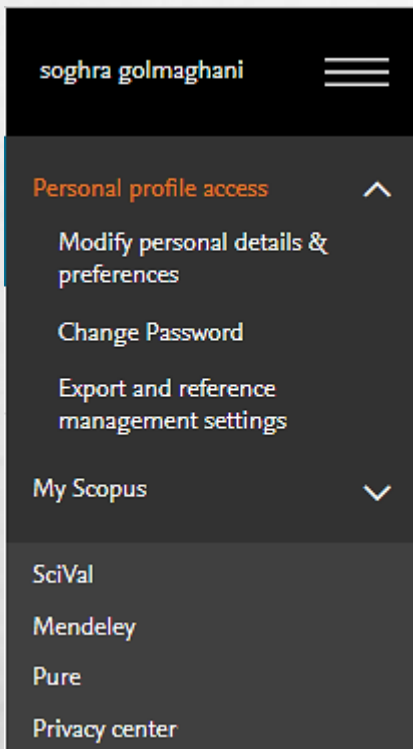 soghra golmaghani
Personal profile access
Modify personal details &
preferences
Change Password
Export and reference
management settings
My Scopus
SciVal
Mendeley
Pure
Privacy center